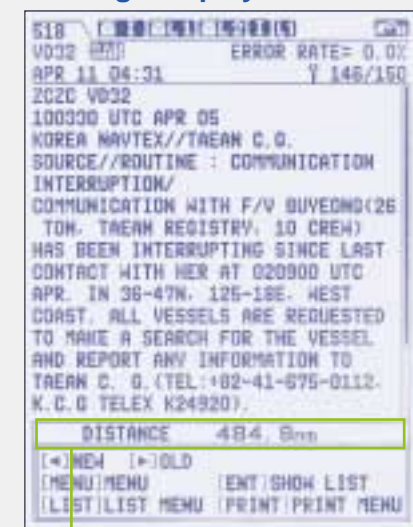 518
VD32 ERROR RATE= 0.0%
APR 11 04:31 146/150
ZCZC VD32
100330 UTC APR 05
KOREA NAVTEX//TAEAN C.G.
SOURCE//ROUTINE : COMMUNICATION
INTERRUPTION/
COMMUNICATION WITH F/V BUYEONG(26
TON. TAEAN REGISTRY. 10 CREW)
HAS BEEN INTERRUPTING SINCE LAST
CONTACT WITH HER AT 020900 UTC
APR. IN 36-47N. 125-18E. WEST
COAST. ALL VESSELS ARE REQUESTED
TO MAKE A SEARCH FOR THE VESSEL
AND REPORT ANY INFORMATION TO
TAEAN C. G.(TEL:+82-41-675-0112.
K.C.G TELEX K24920).
DISTANCE 484.8nm
[◄]NEW [►]OLD
[MENU]MENU [ENT]SHOW LIST
[LIST]LIST MENU [PRINT]PRINT MENU